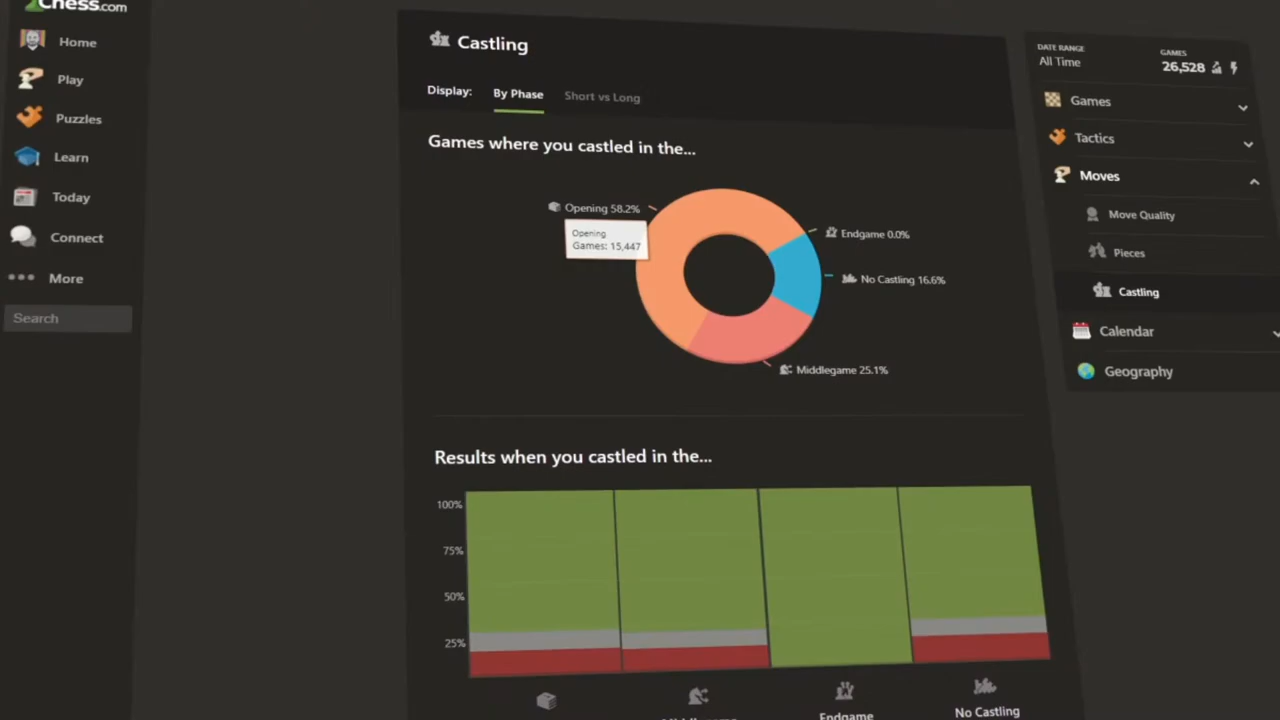 Chess.com
Home
Play
Puzzles
Learn
Today
Connect
More
Search
Castling
Display: By Phase Short vs Long
Games where you castled in the...
Opening 58.2%
Opening
Games: 15,447
Endgame 0.0%
No Castling 16.6%
Middlegame 25.1%
Results when you castled in the...
100%
75%
50%
25%
Endgame
No Castling
DATE RANGE
All Time
GAMES
26,528
Games
Tactics
Moves
Move Quality
Pieces
Castling
Calendar
Geography